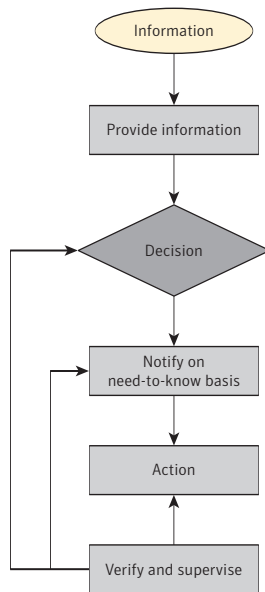 Information
Provide information
Decision
Notify on
need-to-know basis
Action
Verify and supervise